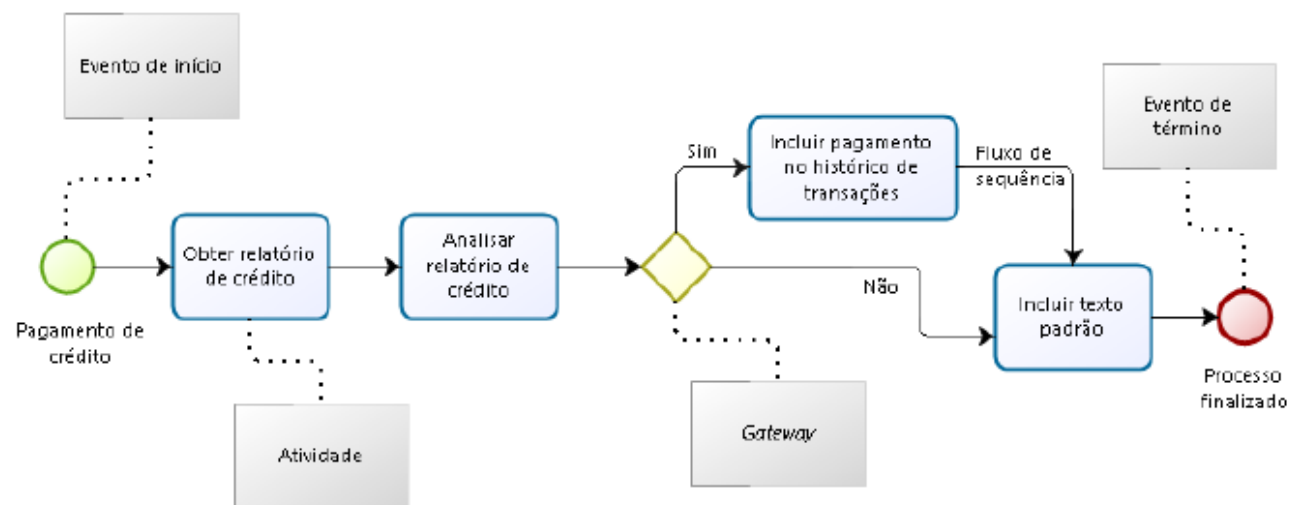 Evento de início
Evento de
término
Sim
Incluir pagamento
no histórico de
transações
Fluxo de
sequência
Obter relatório
de crédito
Analisar
relatório de
crédito
Não
Incluir texto
padrão
Pagamento de
crédito
Processo
finalizado
Atividade
Gateway